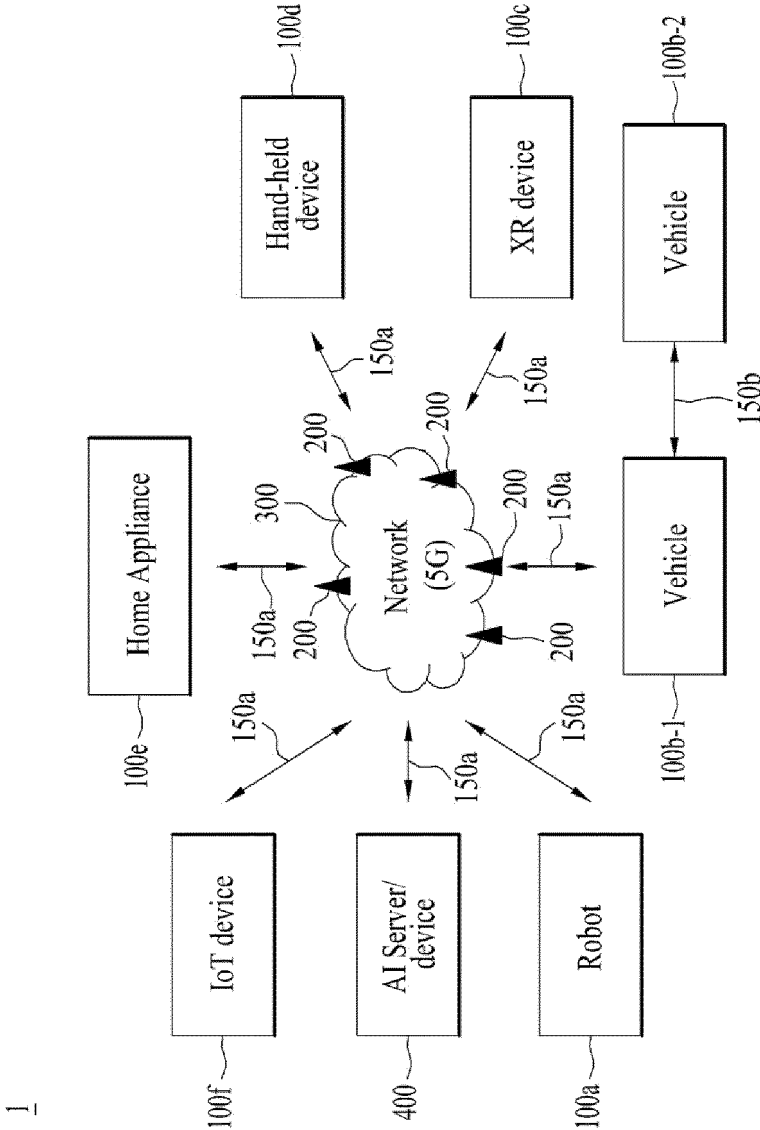 1
100e
Home Appliance
100f
IoT device
150a
150a
200
300
200
150a
Hand-held
device
100d
400
AI Server/
device
150a
Network
(5G)
200
150a
XR device
100c
100a
Robot
150a
200
200
150a
100b-1
Vehicle
150b
Vehicle
100b-2